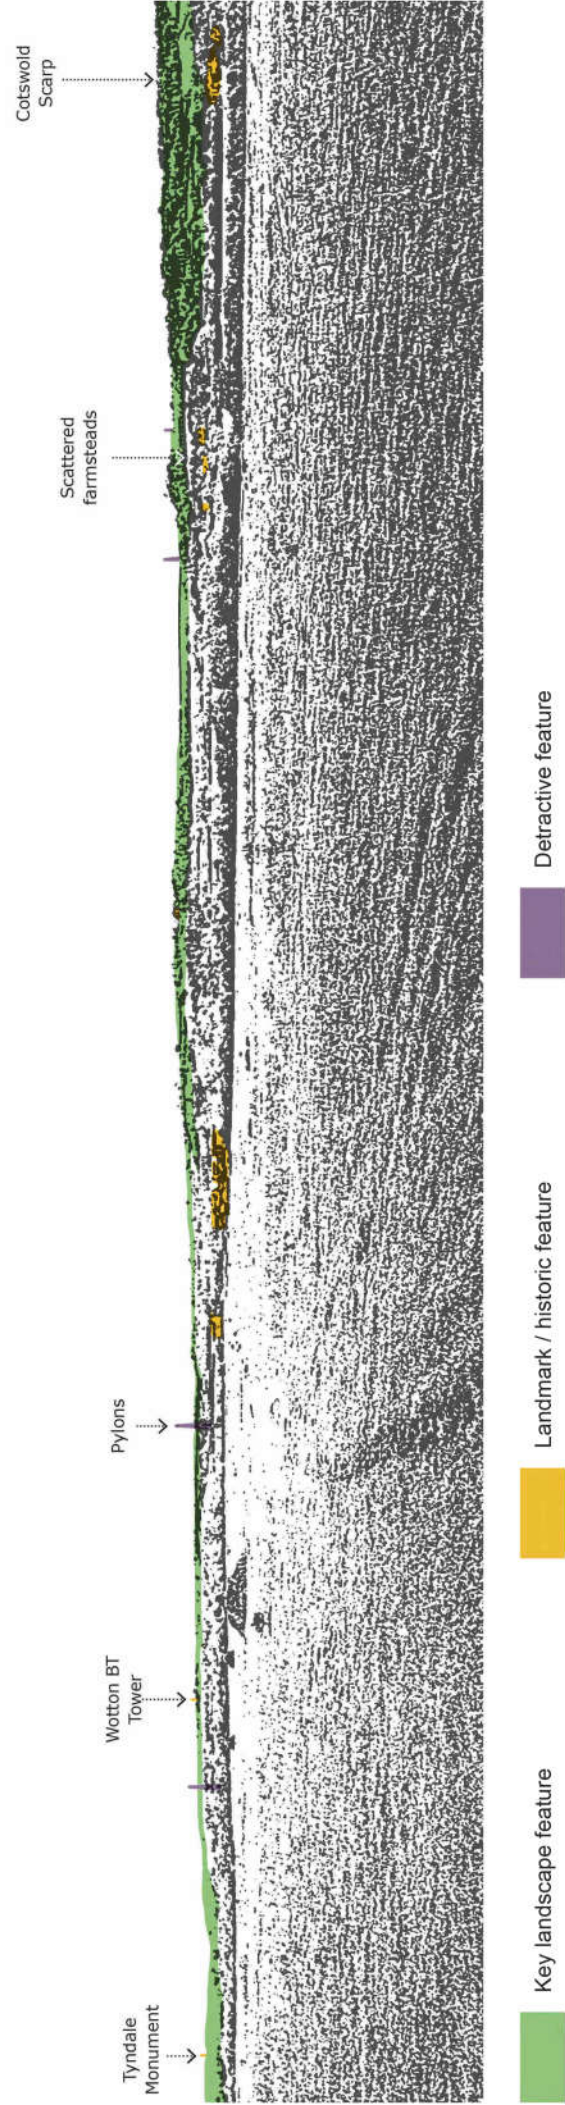 Tyndale
Monument
Wotton BT
Tower
Pylons
Scattered
farmsteads
Cotswold
Scarp
Key landscape feature
Landmark / historic feature
Detractive feature